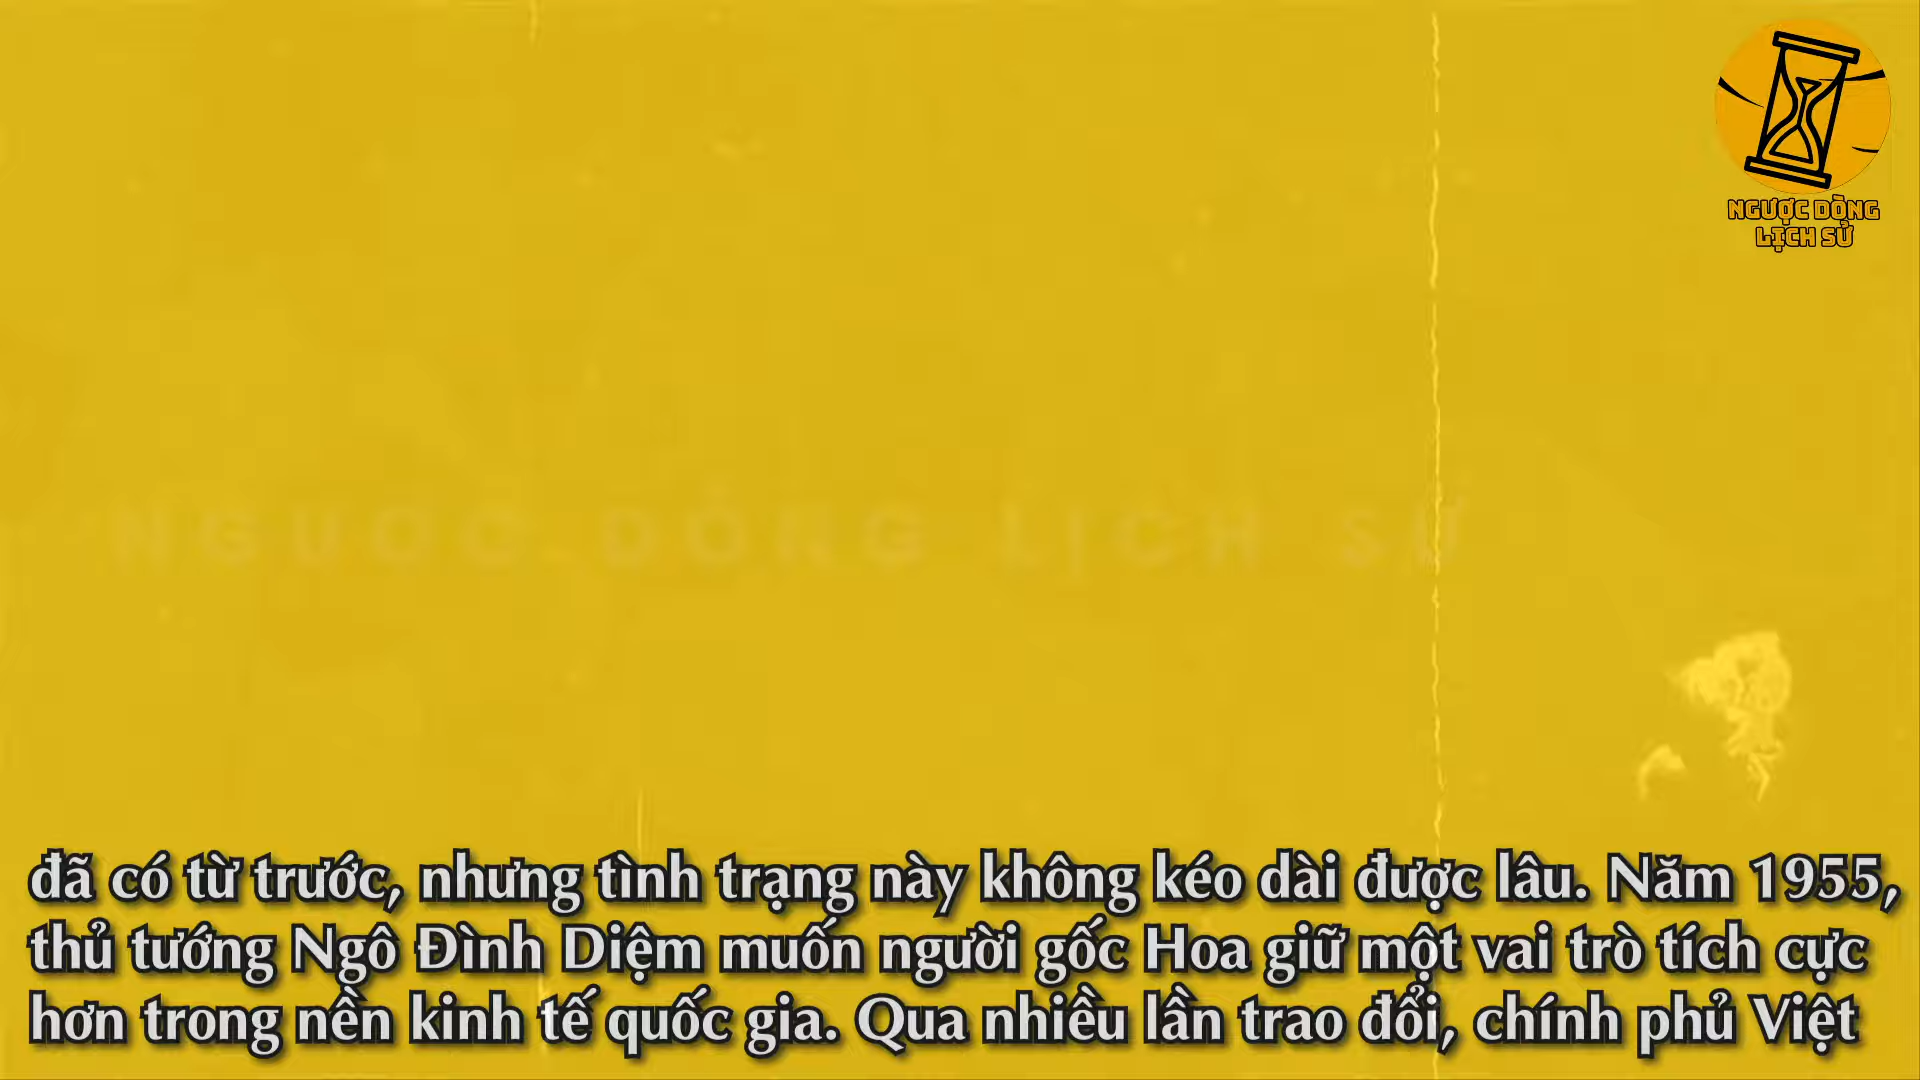 NGƯỢC DÒNG
LỊCH SỬ
NGƯỢC DÒNG LỊCH SỬ
đã có từ trước, nhưng tình trạng này không kéo dài được lâu. Năm 1955,
thủ tướng Ngô Đình Diệm muốn người gốc Hoa giữ một vai trò tích cực
hơn trong nền kinh tế quốc gia. Qua nhiều lần trao đổi, chính phủ Việt